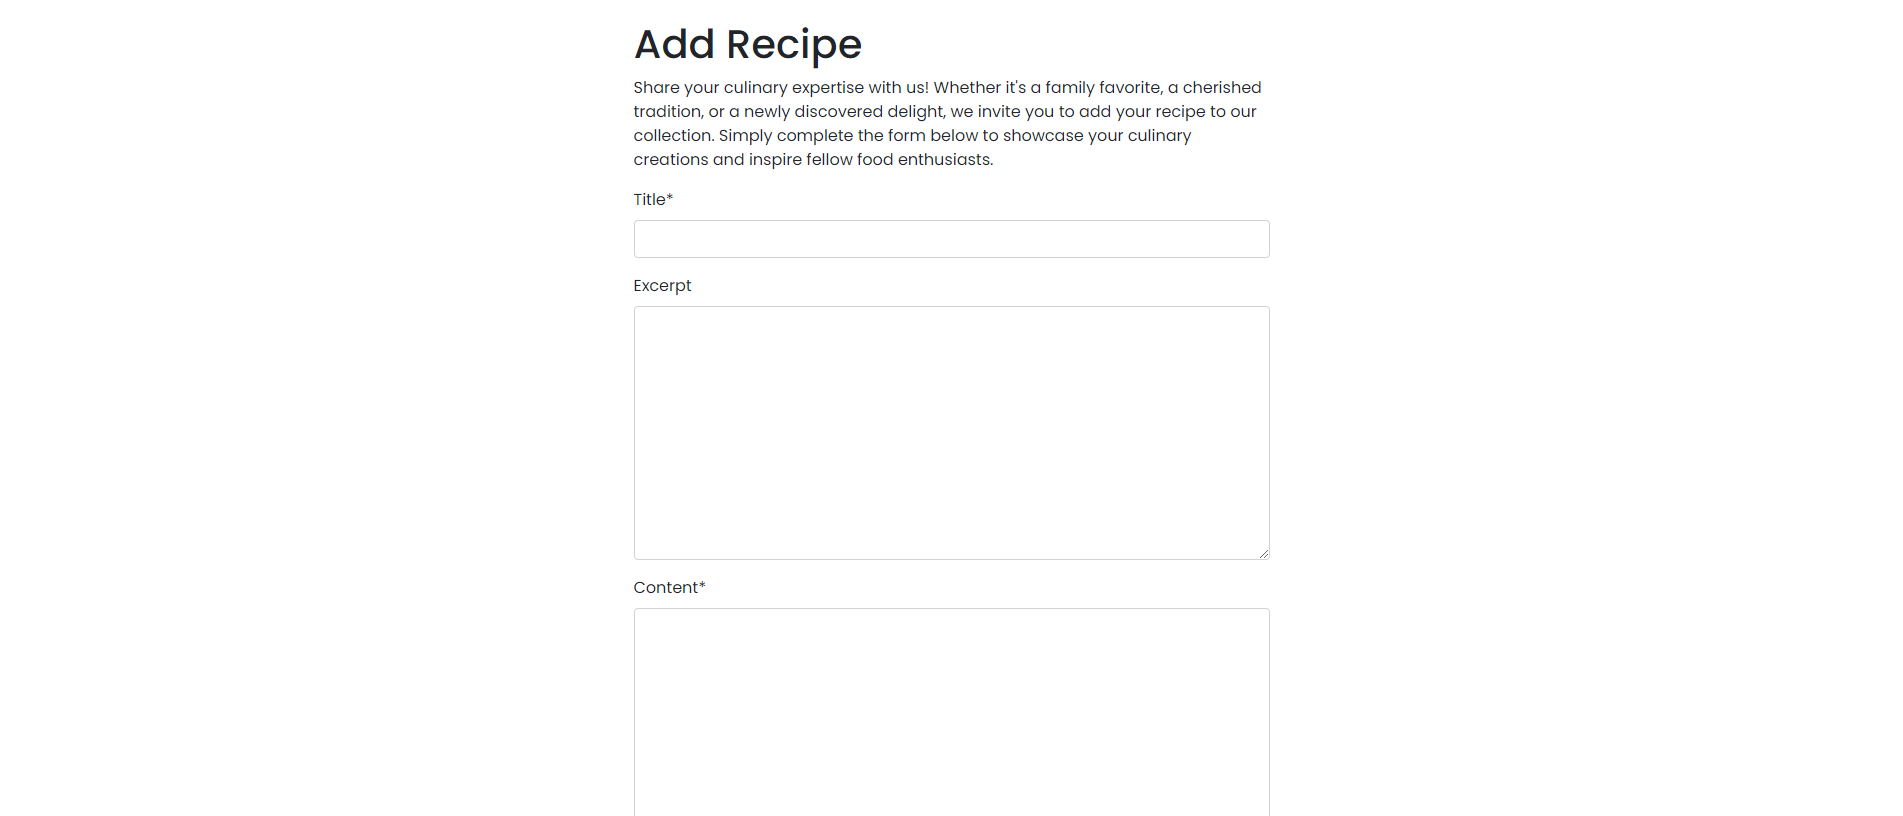 Add Recipe
Share your culinary expertise with us! Whether it's a family favorite, a cherished
tradition, or a newly discovered delight, we invite you to add your recipe to our
collection. Simply complete the form below to showcase your culinary
creations and inspire fellow food enthusiasts.
Title*
Excerpt
Content*